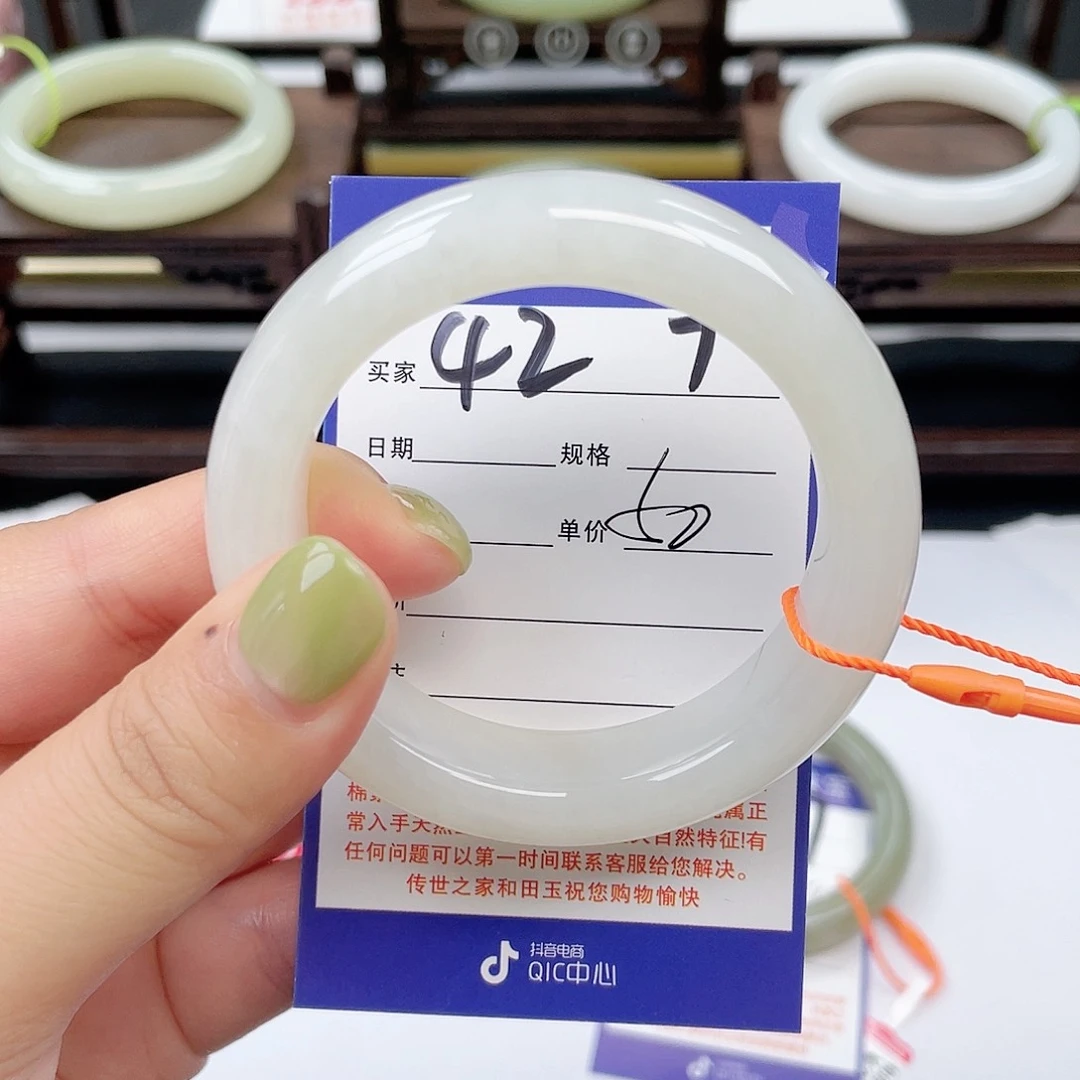 买家 42 7
日期 规格
单价
属正
常入手天然 大自然特征!有
任何问题可以第一时间联系客服给您解决。
传世之家和田玉祝您购物愉快
抖音电商
QIC中心